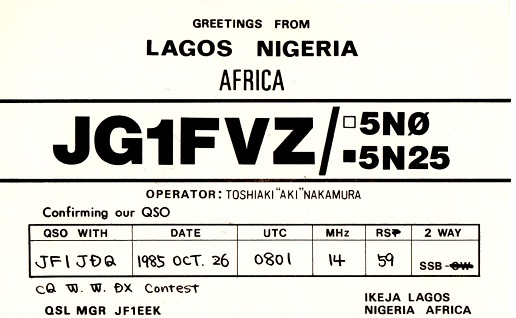 GREETINGS FROM
LAGOS NIGERIA
AFRICA
JG1FVZ/ □5NØ
■5N25
OPERATOR: TOSHIAKI "AKI" NAKAMURA
Confirming our QSO
QSO WITH DATE UTC MHz RST 2 WAY
JF1JDQ 1985 OCT. 26 0801 14 59 SSB-CW
CQ W.W. DX Contest
QSL MGR JF1EEK
IKEJA LAGOS
NIGERIA AFRICA